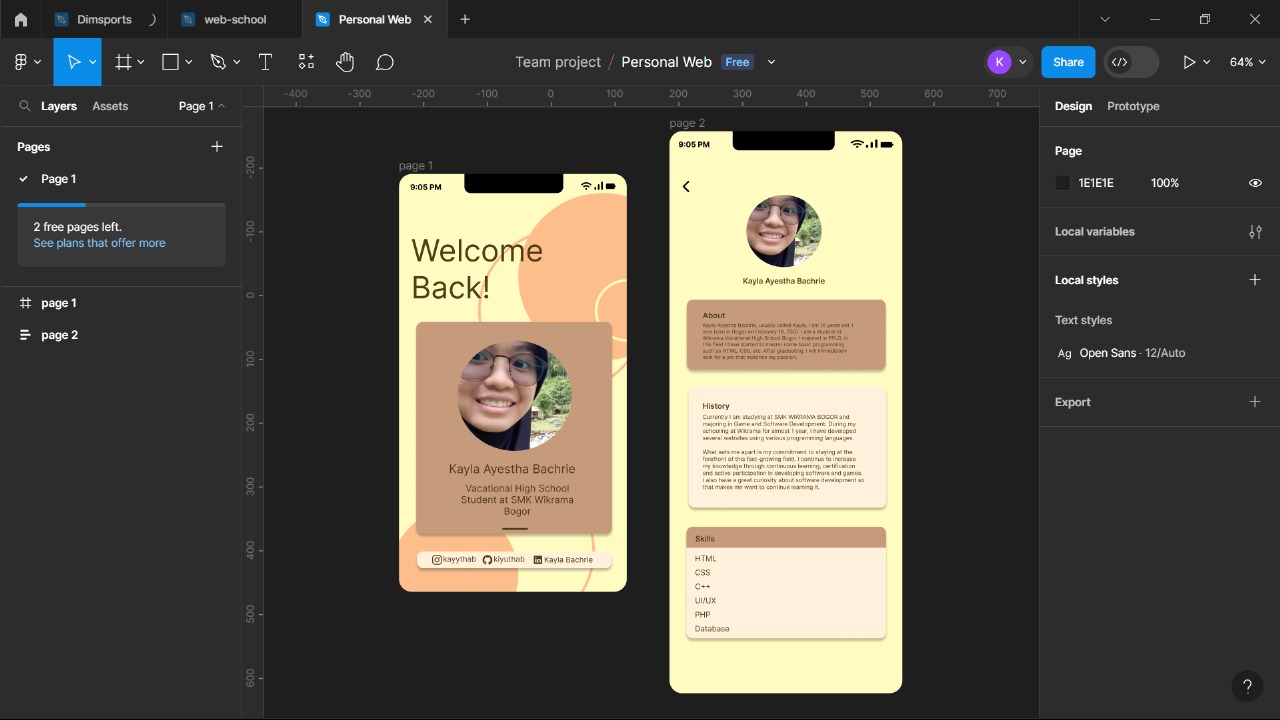 Dimsports
web-school
Personal Web
Team project / Personal Web Free
K
Share
64%
Layers Assets Page 1
Pages
Page 1
2 free pages left.
See plans that offer more
page 1
page 2
-400 -300 -200 -100 0 100 200 300 400 500 600 700
-200
-100
0
100
200
300
400
500
600
page 1
9:05 PM
Welcome
Back!
Kayla Ayestha Bachrie
Vacational High School
Student at SMK Wikrama
Bogor
kayythab kiyuthab Kayla Bachrie
page 2
9:05 PM
Kayla Ayestha Bachrie
About
Kayla Ayestha Bachrie, usually called Kayla. I am 16 years old. I
was born in Bogor on February 19, 2007. I am a student at
Wikrama Vacational High School Bogor. I majored in PPLG, in
this field I have started to master some basic programming
such as HTML, CSS, etc. After graduating, I will immediately
look for a job that matches my passion.
History
Currently I am studying at SMK WIKRAMA BOGOR and
majoring in Game and Software Development. During my
schooling at Wikrama for almost 1 year, I have developed
several websites using various programming languages.
What sets me apart is my commitment to staying at the
forefront of this fast-growing field. I continue to increase
my knowledge through continuous learning, certification
and active participation in developing software and games.
I also have a great curiosity about software development so
that makes me want to continue learning it.
Skills
HTML
CSS
C++
UI/UX
PHP
Database
Design Prototype
Page
1E1E1E 100%
Local variables
Local styles
Text styles
Ag Open Sans · 12/Auto
Export
?